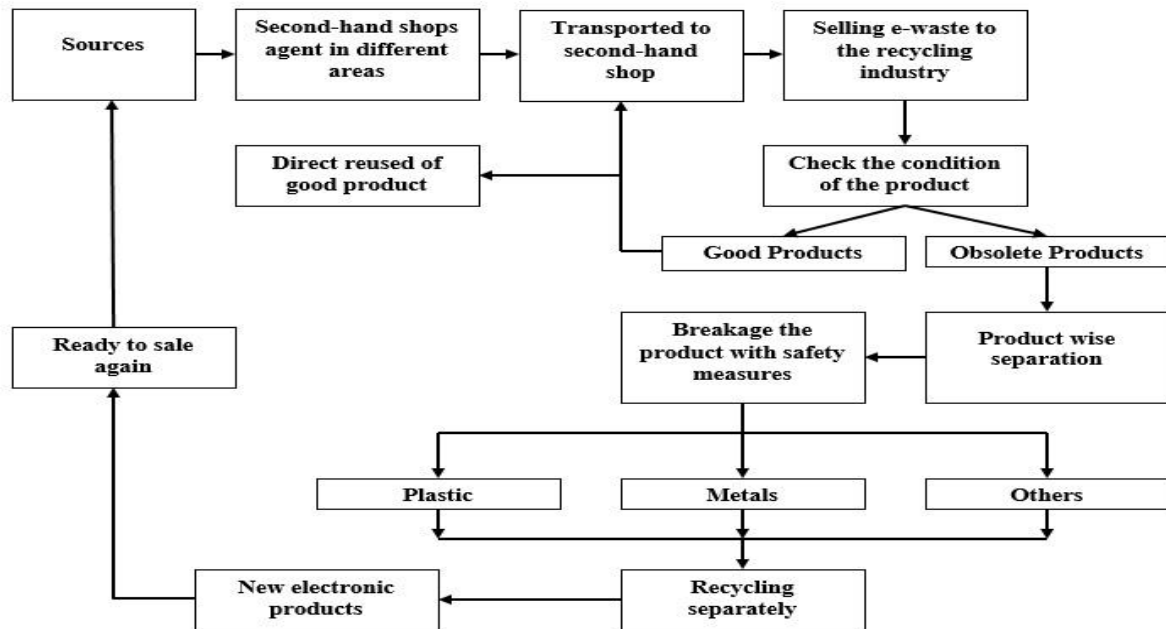 Sources
Second-hand shops
agent in different
areas
Transported to
second-hand
shop
Selling e-waste to
the recycling
industry
Direct reused of
good product
Check the condition
of the product
Good Products
Obsolete Products
Ready to sale
again
Breakage the
product with safety
measures
Product wise
separation
Plastic
Metals
Others
New electronic
products
Recycling
separately